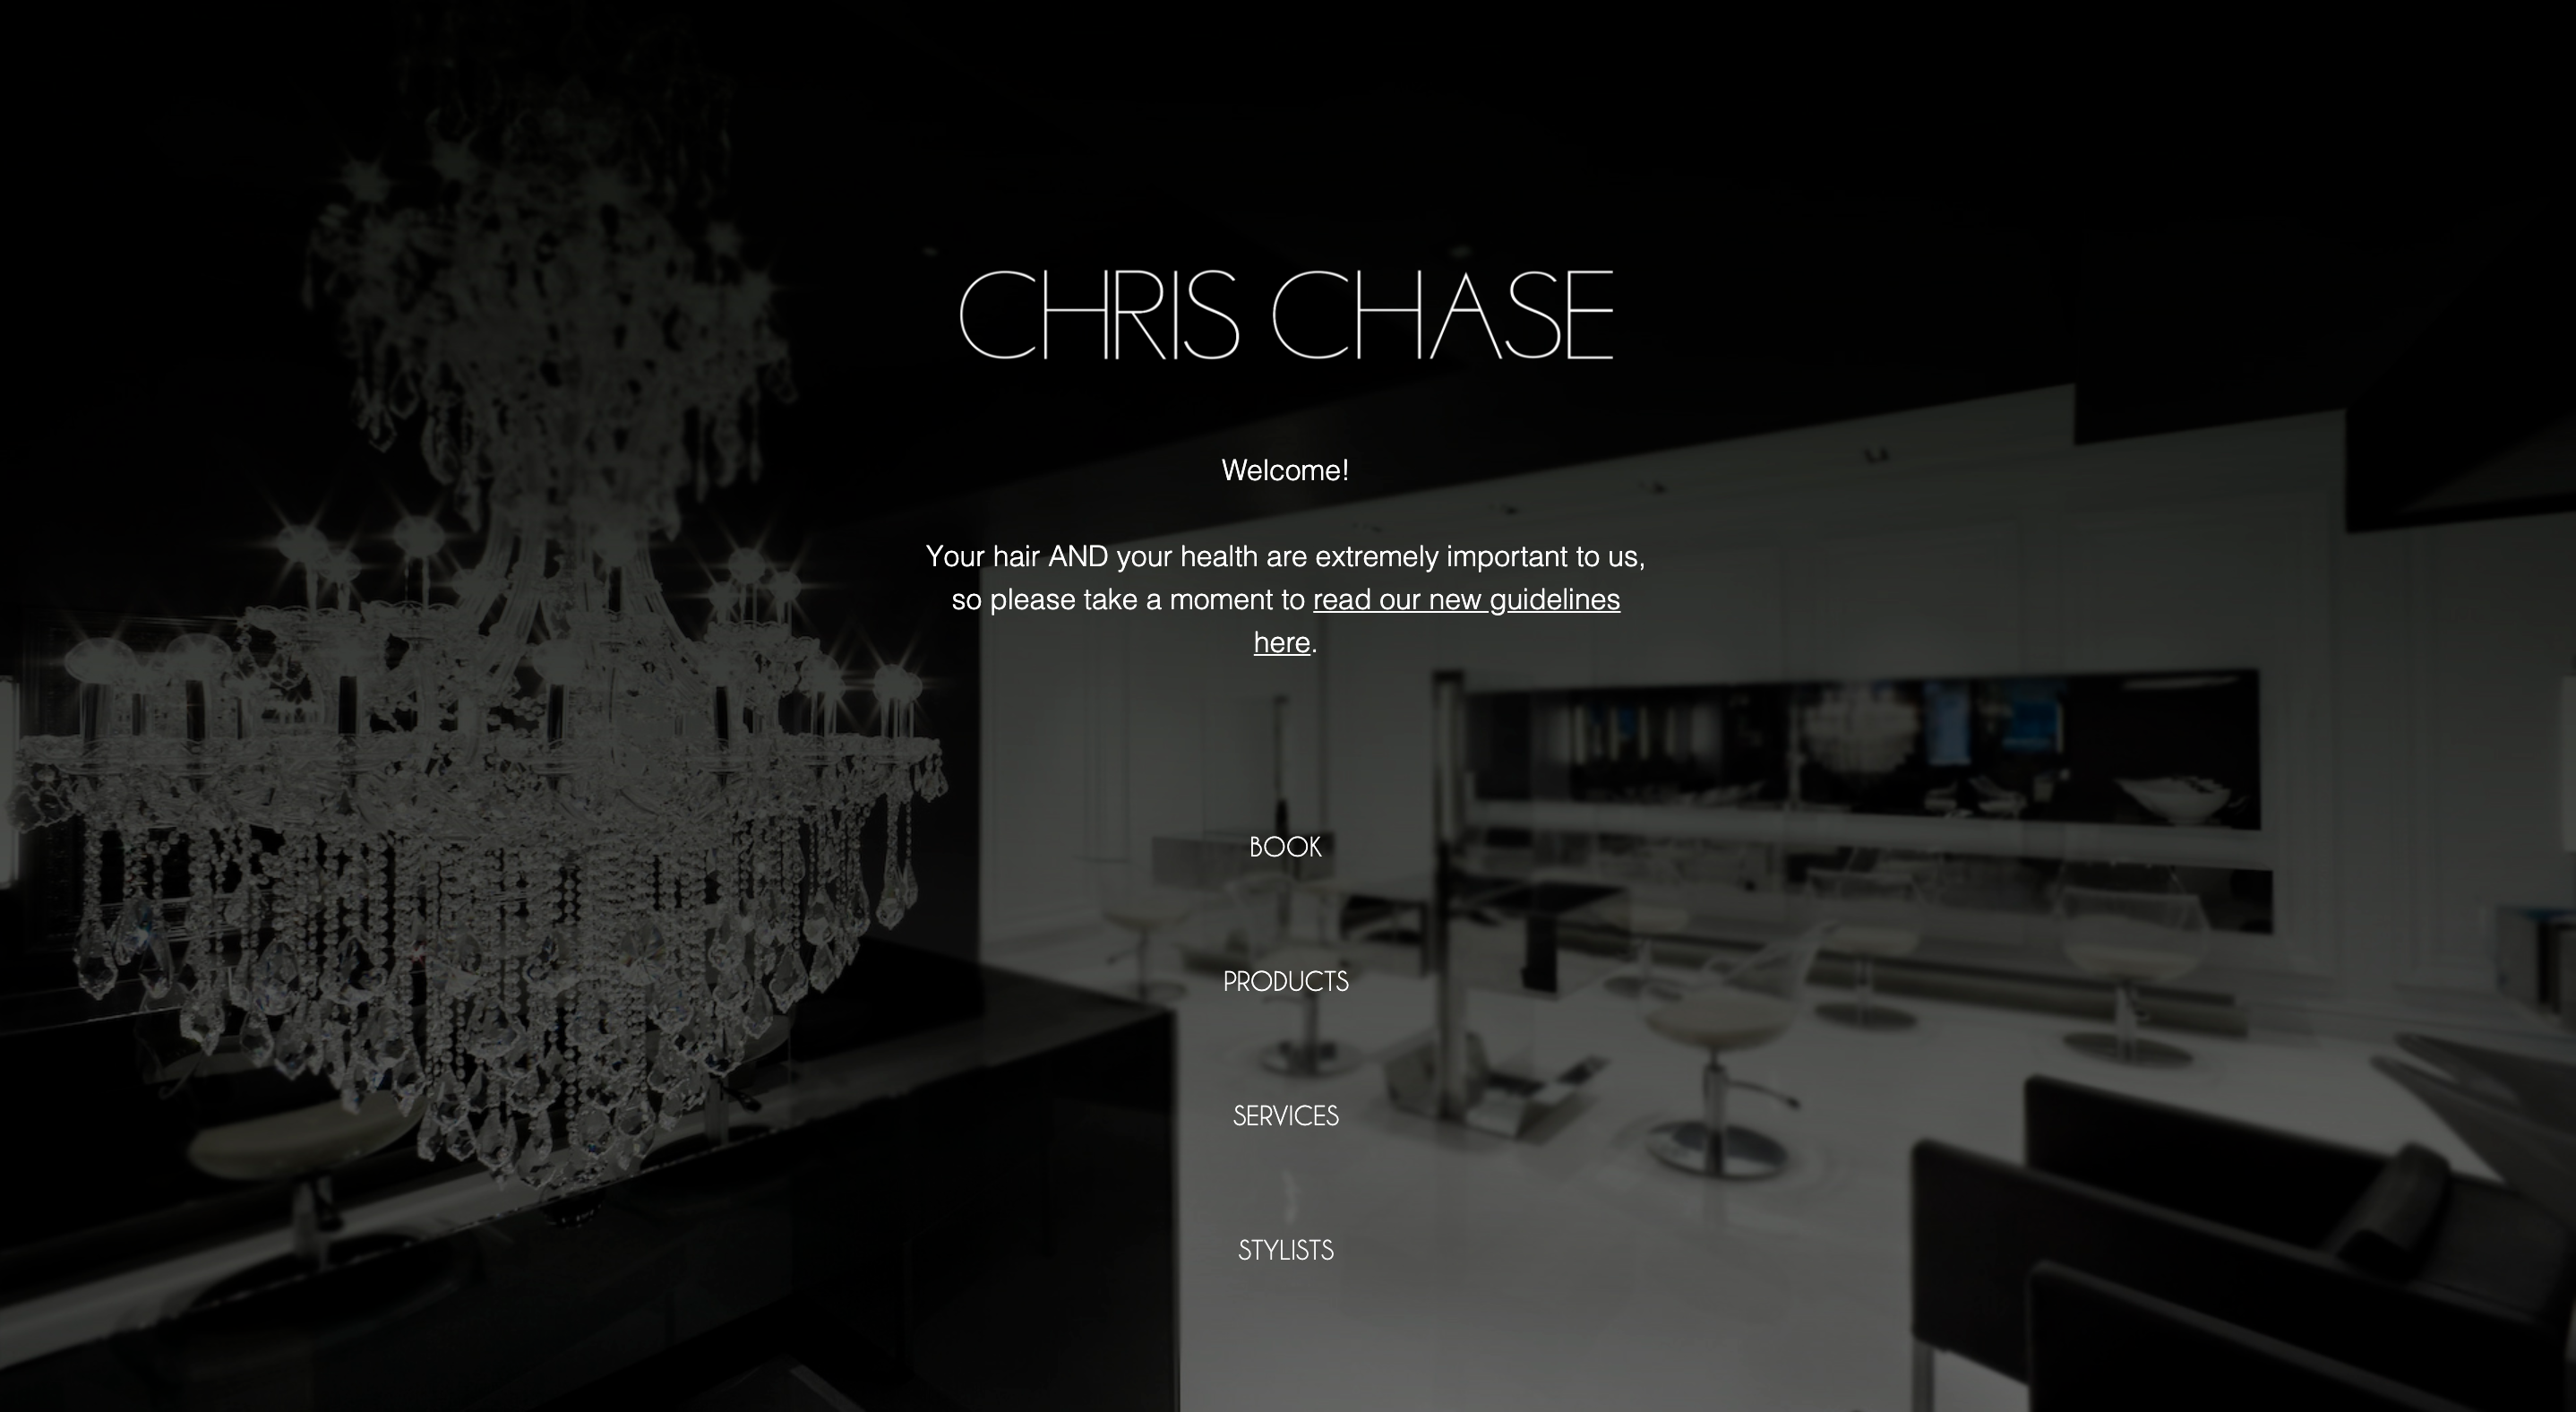 CHRIS CHASE
Welcome!
Your hair AND your health are extremely important to us,
so please take a moment to read our new guidelines
here.
BOOK
PRODUCTS
SERVICES
STYLISTS